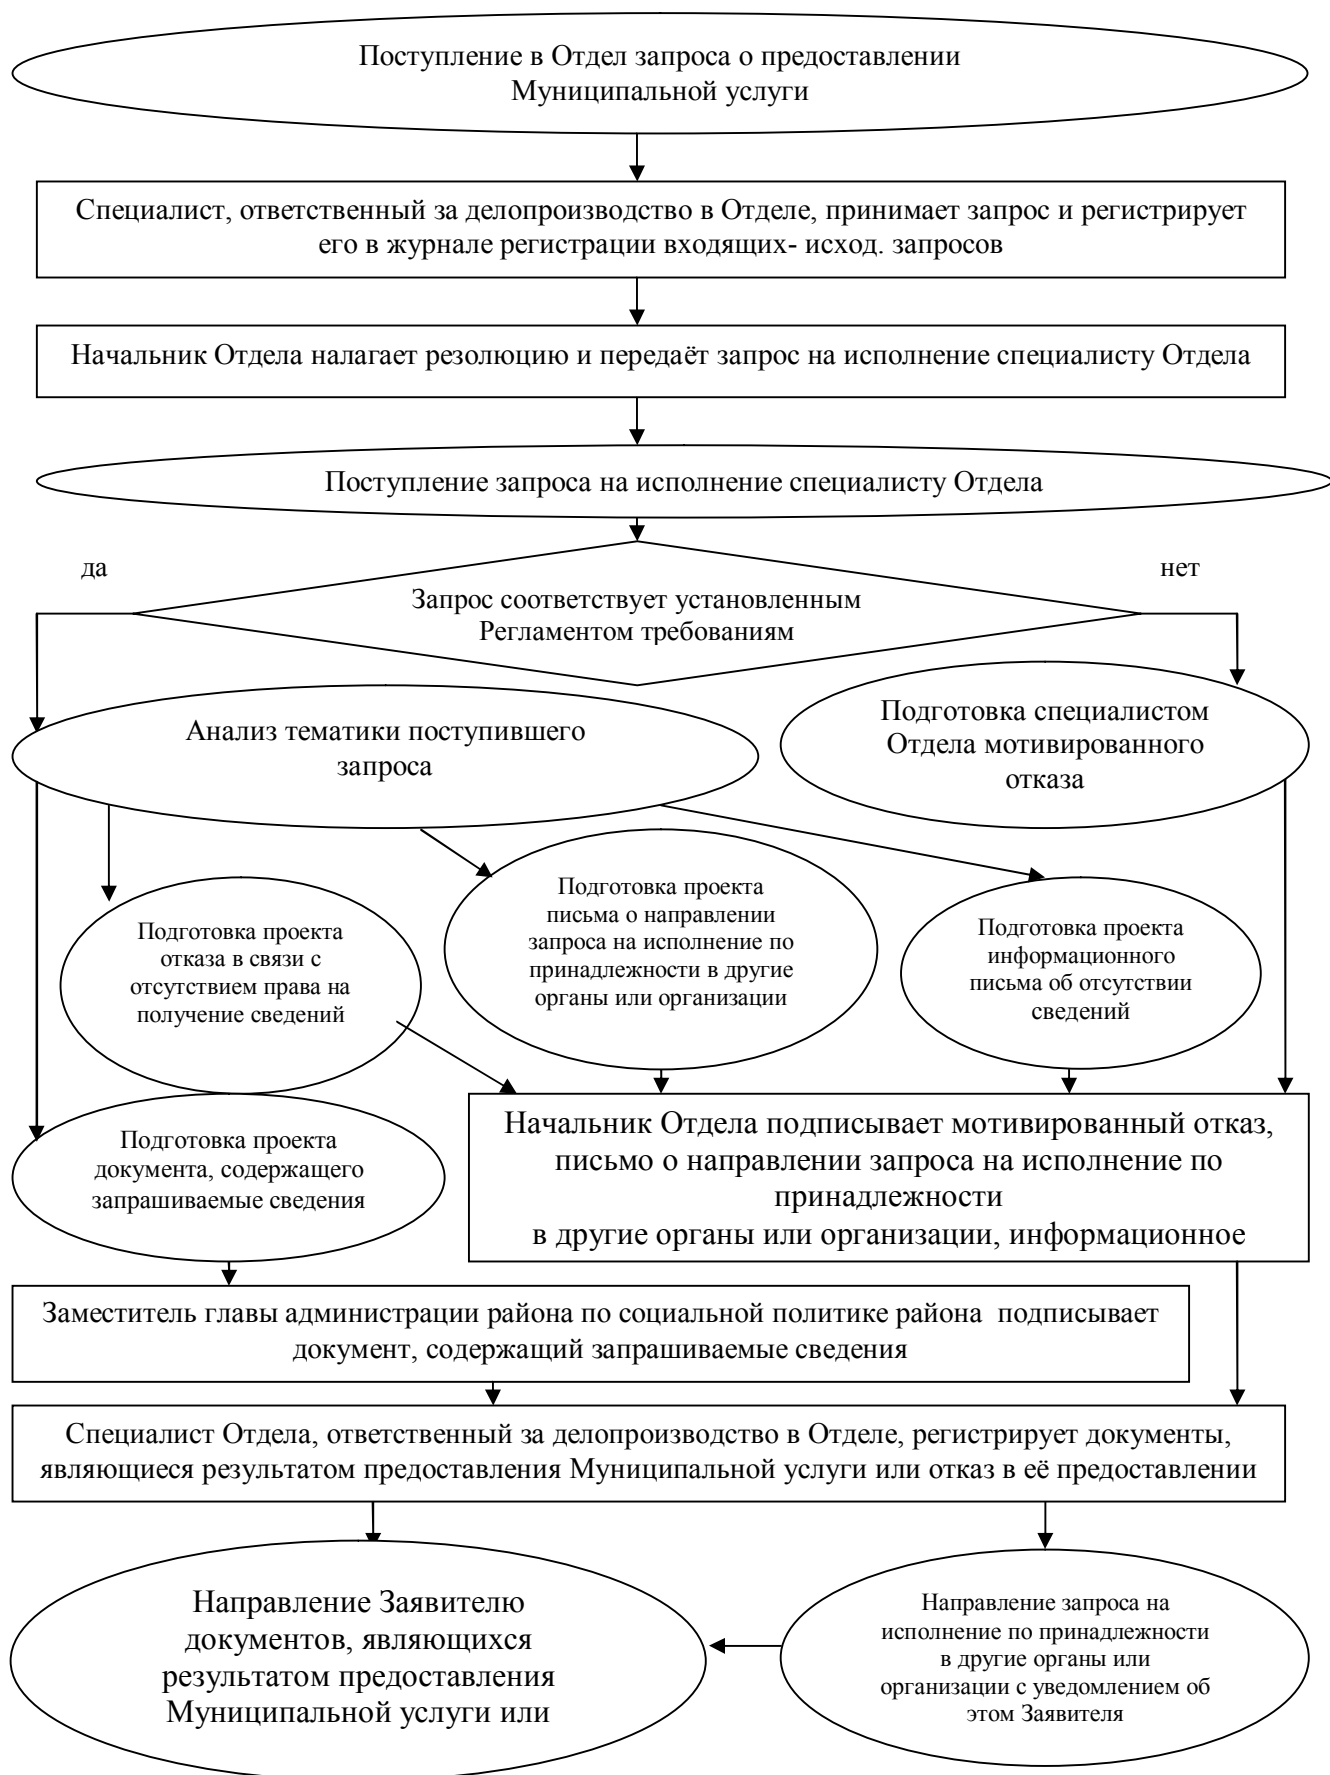 Поступление в Отдел запроса о предоставлении
Муниципальной услуги
Специалист, ответственный за делопроизводство в Отделе, принимает запрос и регистрирует
его в журнале регистрации входящих- исход. запросов
Начальник Отдела налагает резолюцию и передаёт запрос на исполнение специалисту Отдела
Поступление запроса на исполнение специалисту Отдела
да
нет
Запрос соответствует установленным
Регламентом требованиям
Анализ тематики поступившего
запроса
Подготовка специалистом
Отдела мотивированного
отказа
Подготовка проекта
отказа в связи с
отсутствием права на
получение сведений
Подготовка проекта
письма о направлении
запроса на исполнение по
принадлежности в другие
органы или организации
Подготовка проекта
информационного
письма об отсутствии
сведений
Подготовка проекта
документа, содержащего
запрашиваемые сведения
Начальник Отдела подписывает мотивированный отказ,
письмо о направлении запроса на исполнение по
принадлежности
в другие органы или организации, информационное
Заместитель главы администрации района по социальной политике района  подписывает
документ, содержащий запрашиваемые сведения
Специалист Отдела, ответственный за делопроизводство в Отделе, регистрирует документы,
являющиеся результатом предоставления Муниципальной услуги или отказ в её предоставлении
Направление Заявителю
документов, являющихся
результатом предоставления
Муниципальной услуги или
Направление запроса на
исполнение по принадлежности
в другие органы или
организации с уведомлением об
этом Заявителя